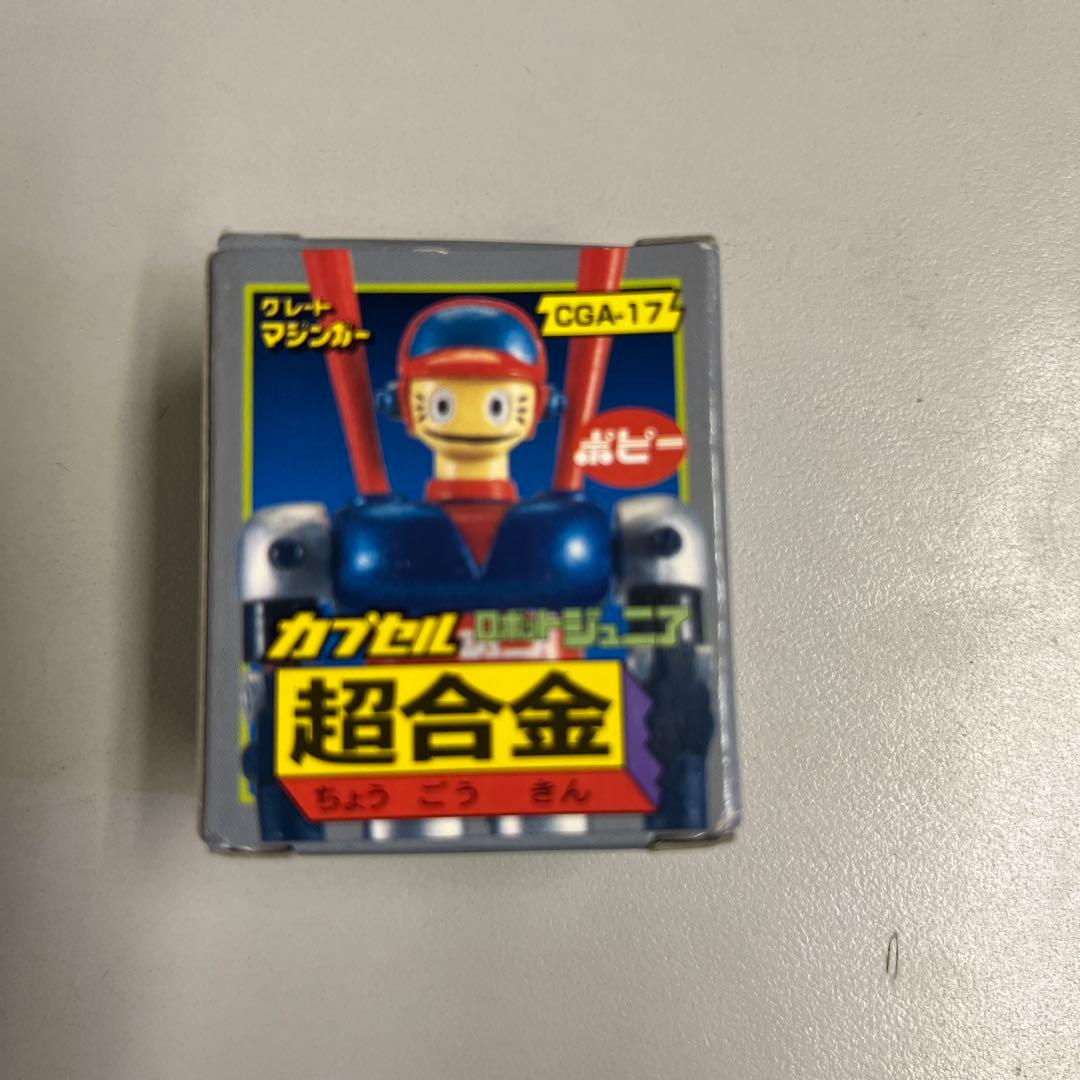 グレート
マジンガー
CGA-17
ポピー
カプセル
ロボットジュニア
超合金
ちょう ごう きん